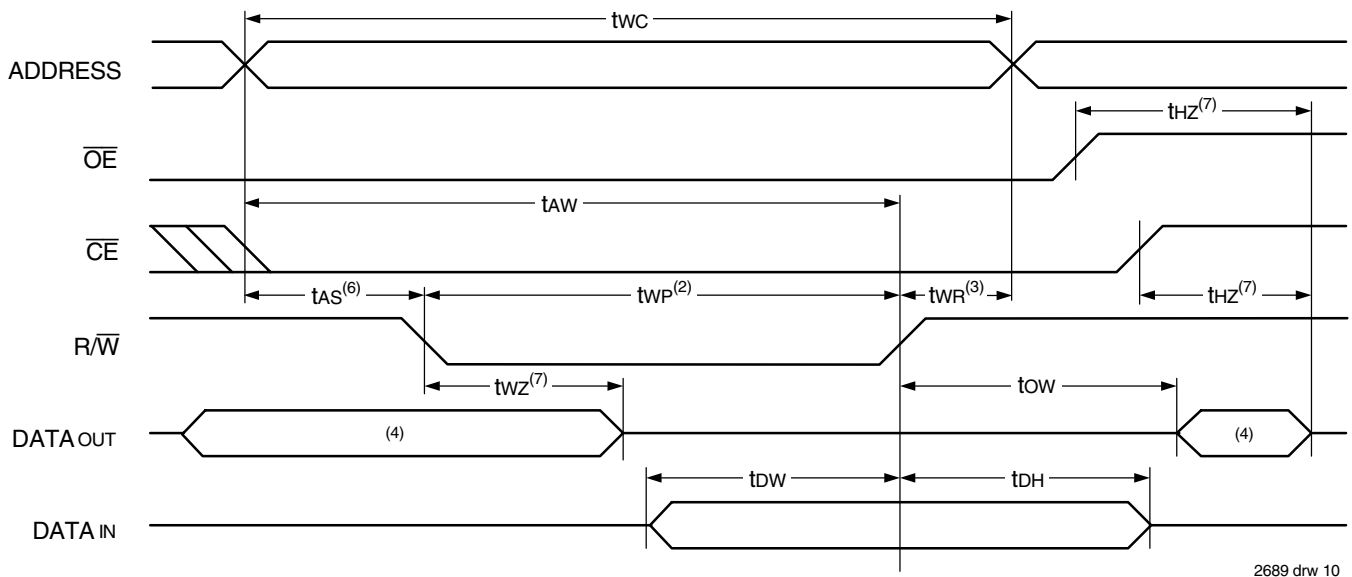 tWC
ADDRESS
tHZ(7)
OE
tAW
CE
tAS(6) tWP(2) tWR(3) tHZ(7)
R/W
tWZ(7) tOW
DATA OUT (4) (4)
tDW tDH
DATA IN
2689 drw 10